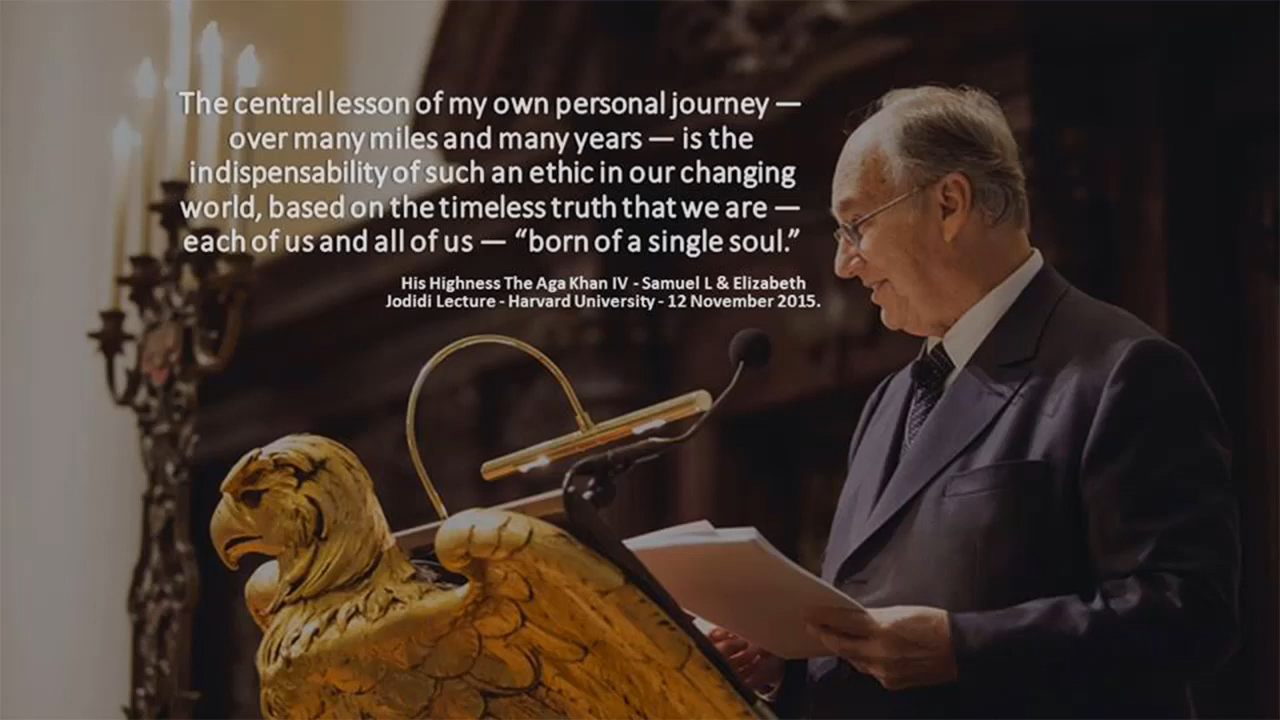 The central lesson of my own personal journey —
over many miles and many years — is the
indispensability of such an ethic in our changing
world, based on the timeless truth that we are —
each of us and all of us — “born of a single soul.”
His Highness The Aga Khan IV - Samuel L & Elizabeth
Jodidi Lecture - Harvard University - 12 November 2015.